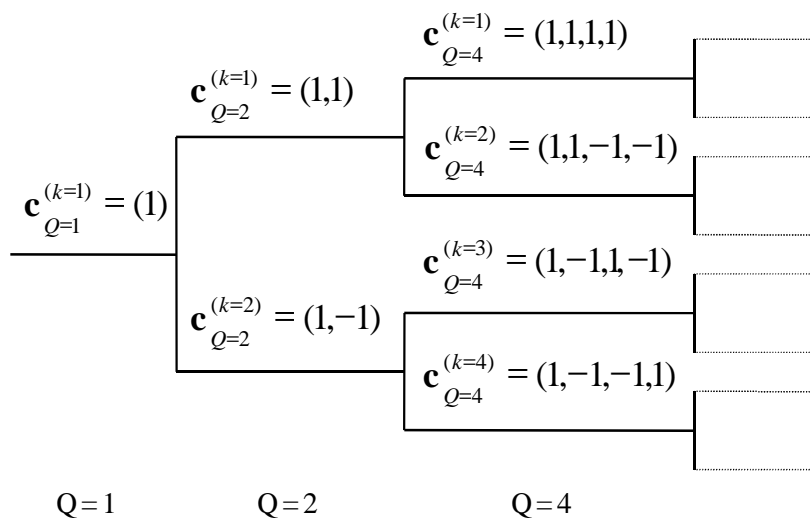 c_{Q=4}^{(k=1)} = (1,1,1,1)
c_{Q=2}^{(k=1)} = (1,1)
c_{Q=4}^{(k=2)} = (1,1,−1,−1)
c_{Q=1}^{(k=1)} = (1)
c_{Q=4}^{(k=3)} = (1,−1,1,−1)
c_{Q=2}^{(k=2)} = (1,−1)
c_{Q=4}^{(k=4)} = (1,−1,−1,1)
Q = 1 Q = 2 Q = 4